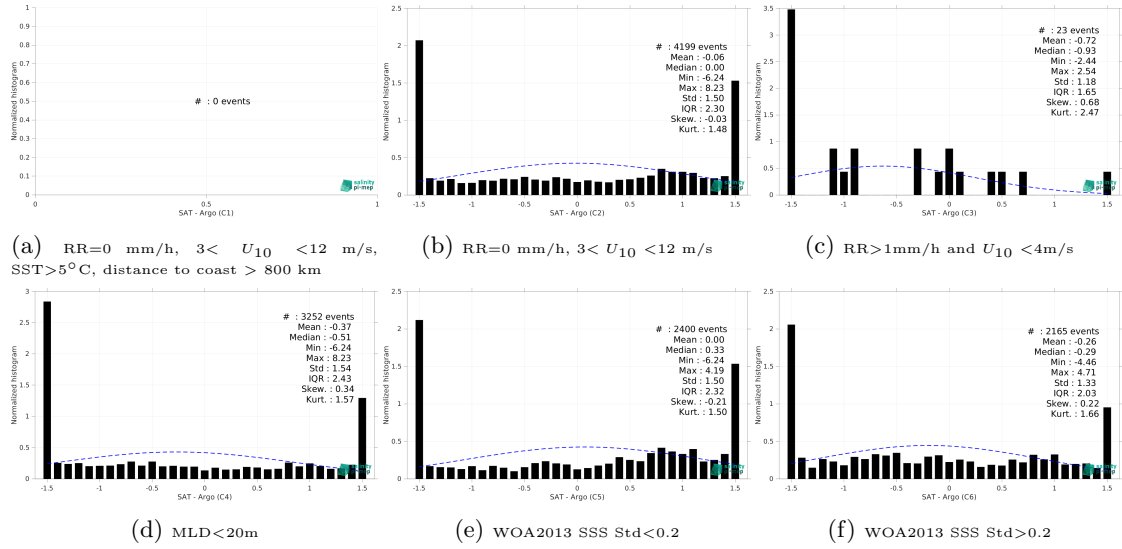 1
0.9
0.8
0.7
0.6
0.5
0.4
0.3
0.2
0.1
0
Normalized histogram
# : 0 events
salinity
pi-mep
0 0.5 1
SAT - Argo (C1)
(a) RR=0 mm/h, 3< U10 <12 m/s,
SST>5°C, distance to coast > 800 km
2.5
2
1.5
1
0.5
0
Normalized histogram
# : 4199 events
Mean : -0.06
Median : 0.00
Min : -6.24
Max : 8.23
Std : 1.50
IQR : 2.30
Skew. : -0.03
Kurt. : 1.48
salinity
pi-mep
-1.5 -1 -0.5 0 0.5 1 1.5
SAT - Argo (C2)
(b) RR=0 mm/h, 3< U10 <12 m/s
3.5
3
2.5
2
1.5
1
0.5
0
Normalized histogram
# : 23 events
Mean : -0.72
Median : -0.93
Min : -2.44
Max : 2.54
Std : 1.18
IQR : 1.65
Skew. : 0.68
Kurt. : 2.47
salinity
pi-mep
-1.5 -1 -0.5 0 0.5 1 1.5
SAT - Argo (C3)
(c) RR>1mm/h and U10 <4m/s
3
2.5
2
1.5
1
0.5
0
Normalized histogram
# : 3252 events
Mean : -0.37
Median : -0.51
Min : -6.24
Max : 8.23
Std : 1.54
IQR : 2.43
Skew. : 0.34
Kurt. : 1.57
salinity
pi-mep
-1.5 -1 -0.5 0 0.5 1 1.5
SAT - Argo (C4)
(d) MLD<20m
2.5
2
1.5
1
0.5
0
Normalized histogram
# : 2400 events
Mean : 0.00
Median : 0.33
Min : -6.24
Max : 4.19
Std : 1.50
IQR : 2.32
Skew. : -0.21
Kurt. : 1.50
salinity
pi-mep
-1.5 -1 -0.5 0 0.5 1 1.5
SAT - Argo (C5)
(e) WOA2013 SSS Std<0.2
2.5
2
1.5
1
0.5
0
Normalized histogram
# : 2165 events
Mean : -0.26
Median : -0.29
Min : -4.46
Max : 4.71
Std : 1.33
IQR : 2.03
Skew. : 0.22
Kurt. : 1.66
salinity
pi-mep
-1.5 -1 -0.5 0 0.5 1 1.5
SAT - Argo (C6)
(f) WOA2013 SSS Std>0.2